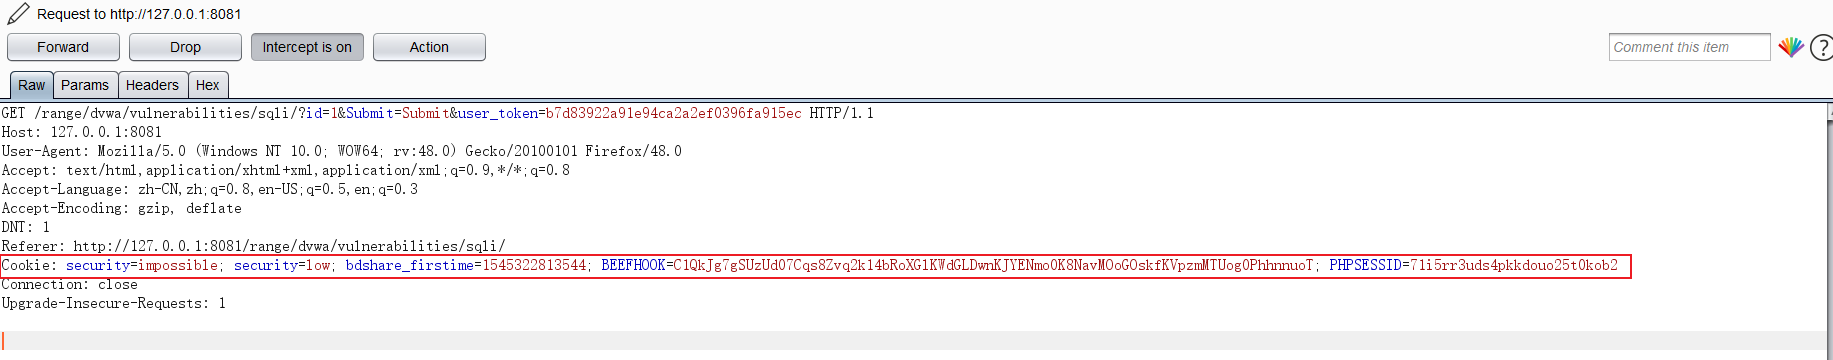 Request to http://127.0.0.1:8081
Forward Drop Intercept is on Action Comment this item ?
Raw Params Headers Hex
GET /range/dvwa/vulnerabilities/sqli/?id=1&Submit=Submit&user_token=b7d83922a91e94ca2a2ef0396fa915ec HTTP/1.1
Host: 127.0.0.1:8081
User-Agent: Mozilla/5.0 (Windows NT 10.0; WOW64; rv:48.0) Gecko/20100101 Firefox/48.0
Accept: text/html,application/xhtml+xml,application/xml;q=0.9,*/*;q=0.8
Accept-Language: zh-CN,zh;q=0.8,en-US;q=0.5,en;q=0.3
Accept-Encoding: gzip, deflate
DNT: 1
Referer: http://127.0.0.1:8081/range/dvwa/vulnerabilities/sqli/
Cookie: security=impossible; security=low; bdshare_firstime=1545322813544; BEEFHOOK=C1QkJg7gSUzUd07Cqs8Zvq2k14bRoXG1KWdGLDwnKJYENmo0K8NavMOoGOskfKVpzmMTUog0PhhnnuoT; PHPSESSID=71i5rr3uds4pkkdouo25t0kob2
Connection: close
Upgrade-Insecure-Requests: 1